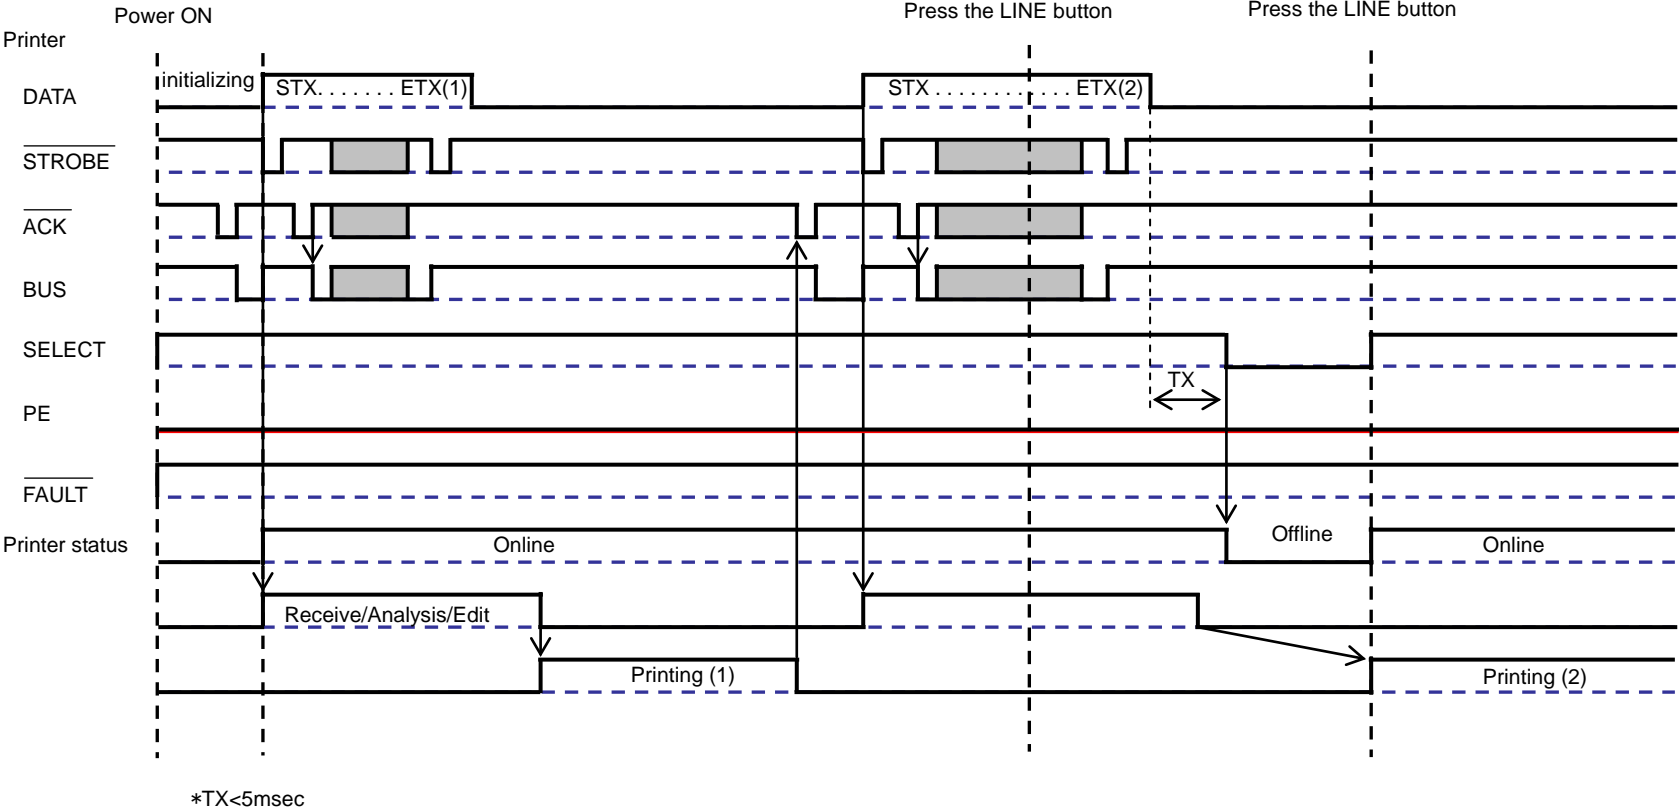 Power ON
Press the LINE button
Press the LINE button
Printer
initializing
DATA
STX. . . . . . . ETX(1)
STX . . . . . . . . . . . . ETX(2)
STROBE
ACK
BUS
SELECT
TX
PE
FAULT
Printer status
Online
Offline
Online
Receive/Analysis/Edit
Printing (1)
Printing (2)
*TX<5msec